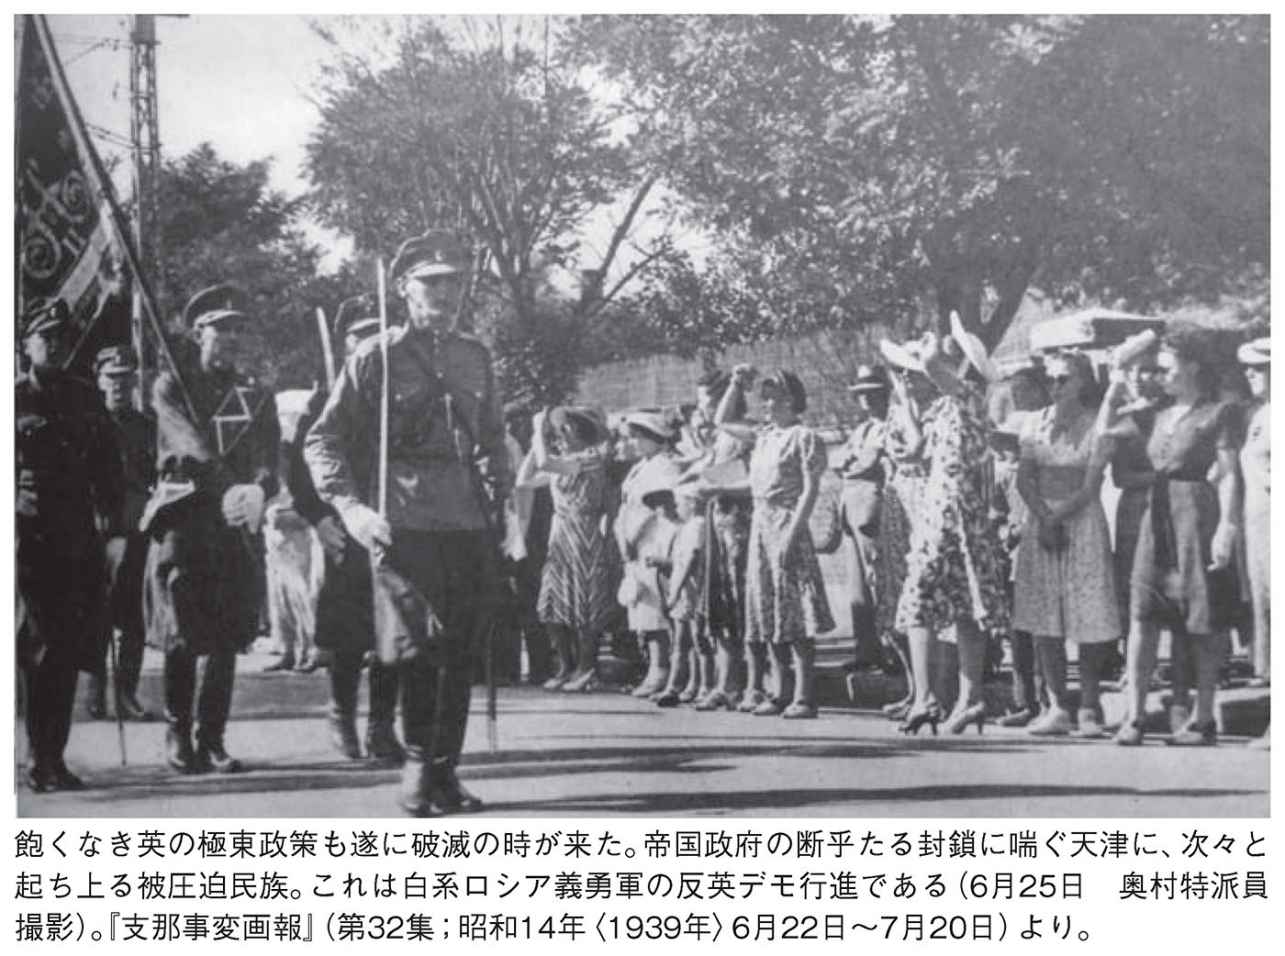 飽くなき英の極東政策も遂に破滅の時が来た。帝国政府の断乎たる封鎖に喘ぐ天津に、次々と
起ち上る被圧迫民族。これは白系ロシア義勇軍の反英デモ行進である（6月25日　奥村特派員
撮影）。『支那事変画報』（第32集；昭和14年〈1939年〉6月22日〜7月20日）より。